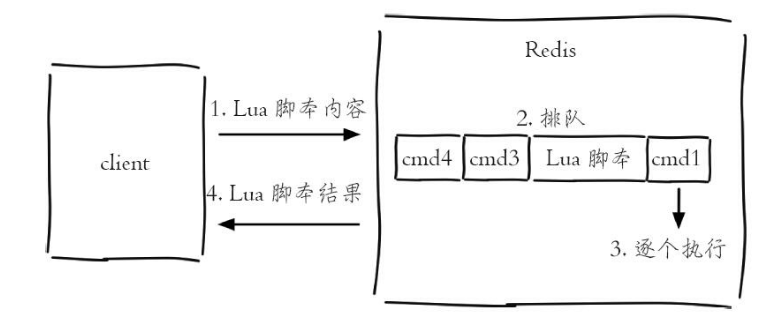 Redis
1. Lua 脚本内容
2. 排队
client
cmd4 cmd3 Lua 脚本 cmd1
4. Lua 脚本结果
3. 逐个执行